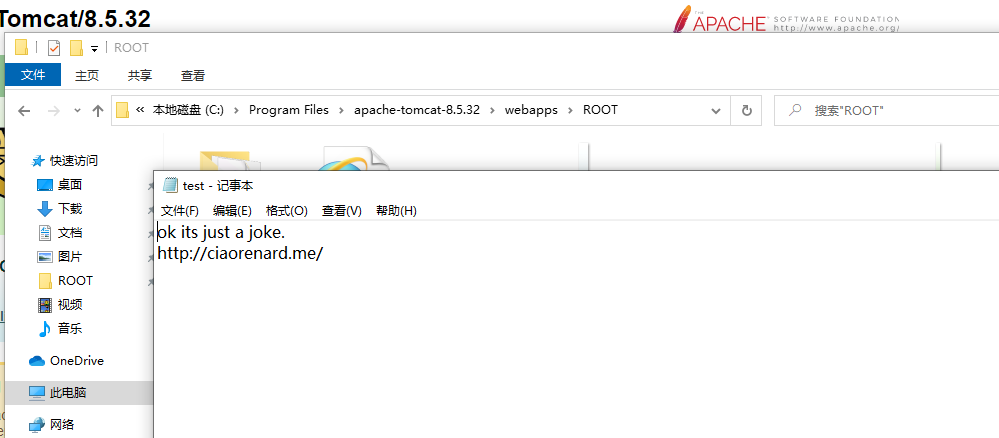 Tomcat/8.5.32
THE
APACHE
SOFTWARE FOUNDATION
http://www.apache.org/
ROOT
文件 主页 共享 查看
« 本地磁盘 (C:) › Program Files › apache-tomcat-8.5.32 › webapps › ROOT
搜索"ROOT"
快速访问
桌面
下载
文档
图片
ROOT
视频
音乐
OneDrive
此电脑
网络
test - 记事本
文件(F) 编辑(E) 格式(O) 查看(V) 帮助(H)
ok its just a joke.
http://ciaorenard.me/